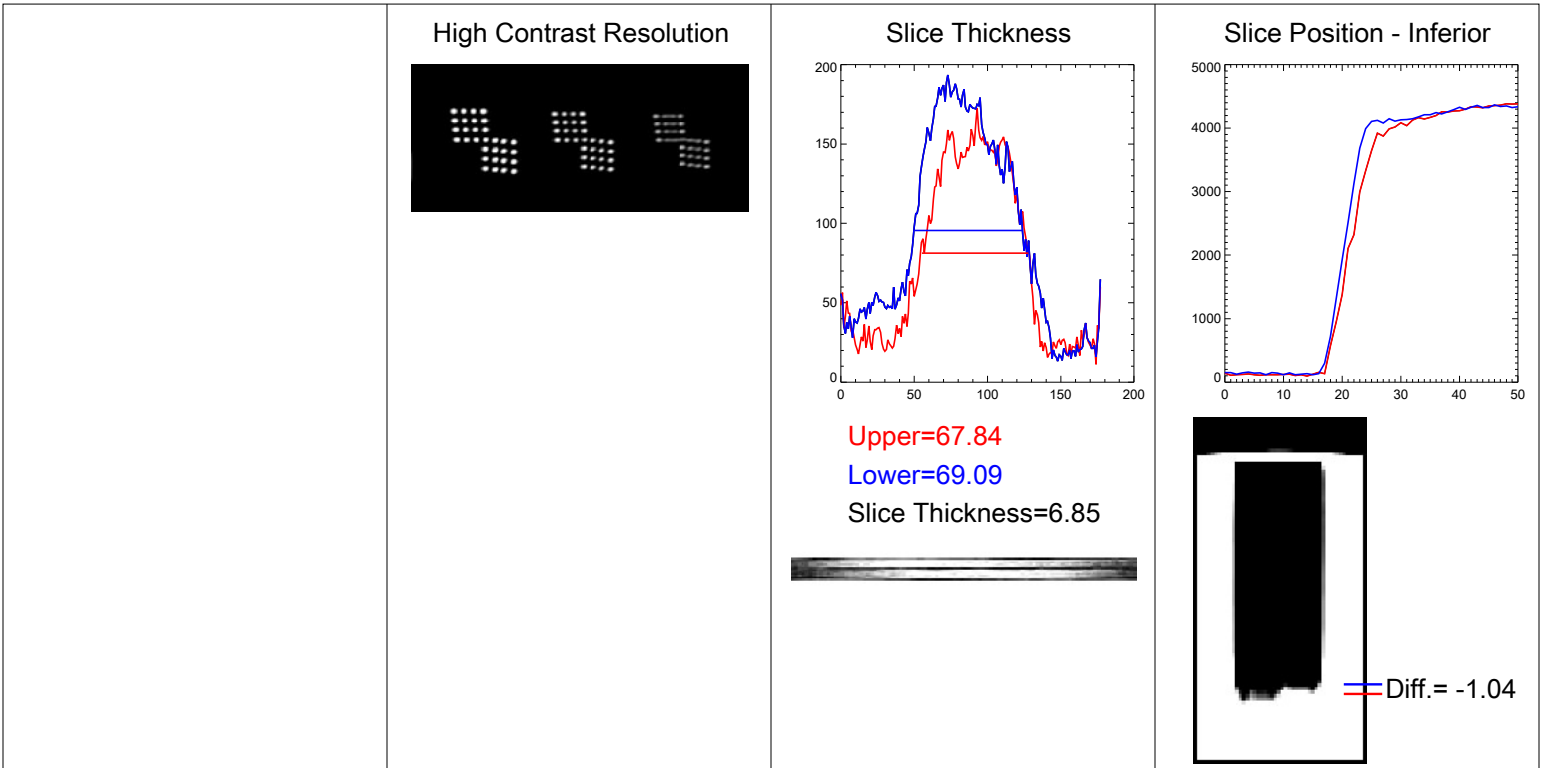 High Contrast Resolution
Slice Thickness
200
150
100
50
0
0 50 100 150 200
Upper=67.84
Lower=69.09
Slice Thickness=6.85
Slice Position - Inferior
5000
4000
3000
2000
1000
0
0 10 20 30 40 50
Diff.= -1.04